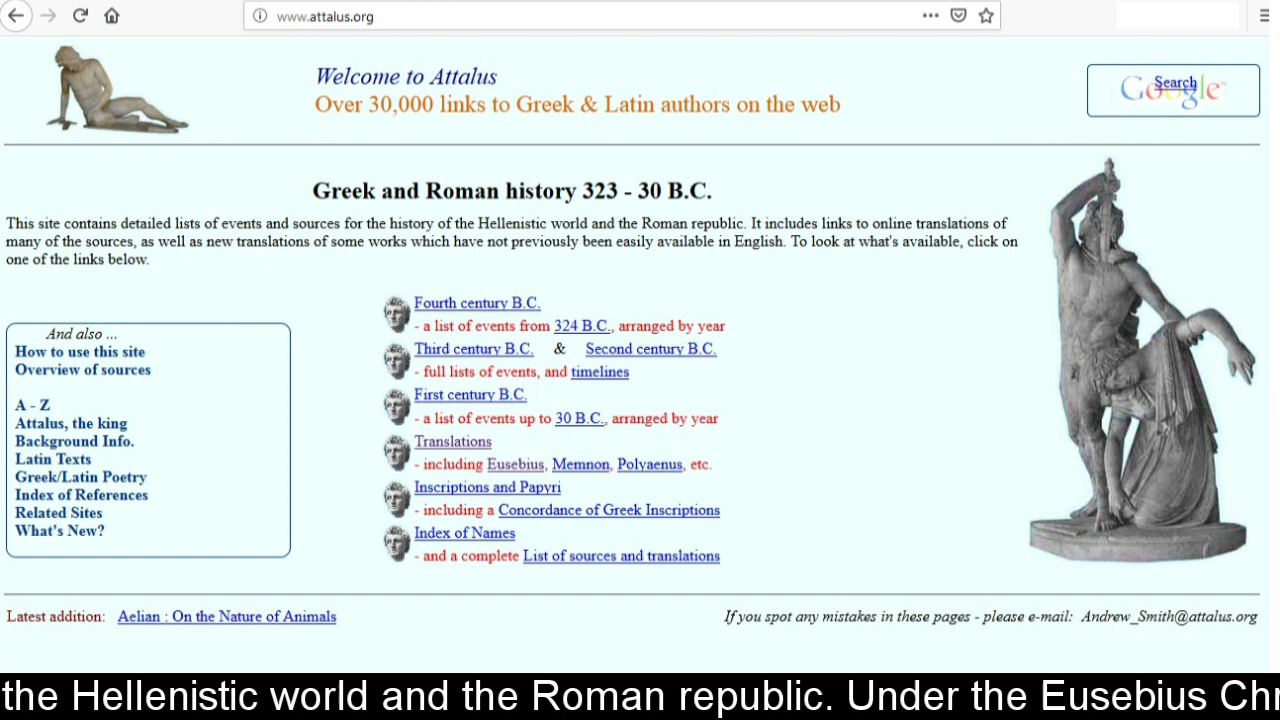 www.attalus.org
Welcome to Attalus
Over 30,000 links to Greek & Latin authors on the web
Search
Google™
Greek and Roman history 323 - 30 B.C.
This site contains detailed lists of events and sources for the history of the Hellenistic world and the Roman republic. It includes links to online translations of
many of the sources, as well as new translations of some works which have not previously been easily available in English. To look at what's available, click on
one of the links below.
And also ...
How to use this site
Overview of sources
A - Z
Attalus, the king
Background Info.
Latin Texts
Greek/Latin Poetry
Index of References
Related Sites
What's New?
Fourth century B.C.
- a list of events from 324 B.C., arranged by year
Third century B.C. & Second century B.C.
- full lists of events, and timelines
First century B.C.
- a list of events up to 30 B.C., arranged by year
Translations
- including Eusebius, Memnon, Polyaenus, etc.
Inscriptions and Papyri
- including a Concordance of Greek Inscriptions
Index of Names
- and a complete List of sources and translations
Latest addition: Aelian : On the Nature of Animals
If you spot any mistakes in these pages - please e-mail: Andrew_Smith@attalus.org
the Hellenistic world and the Roman republic. Under the Eusebius Chr